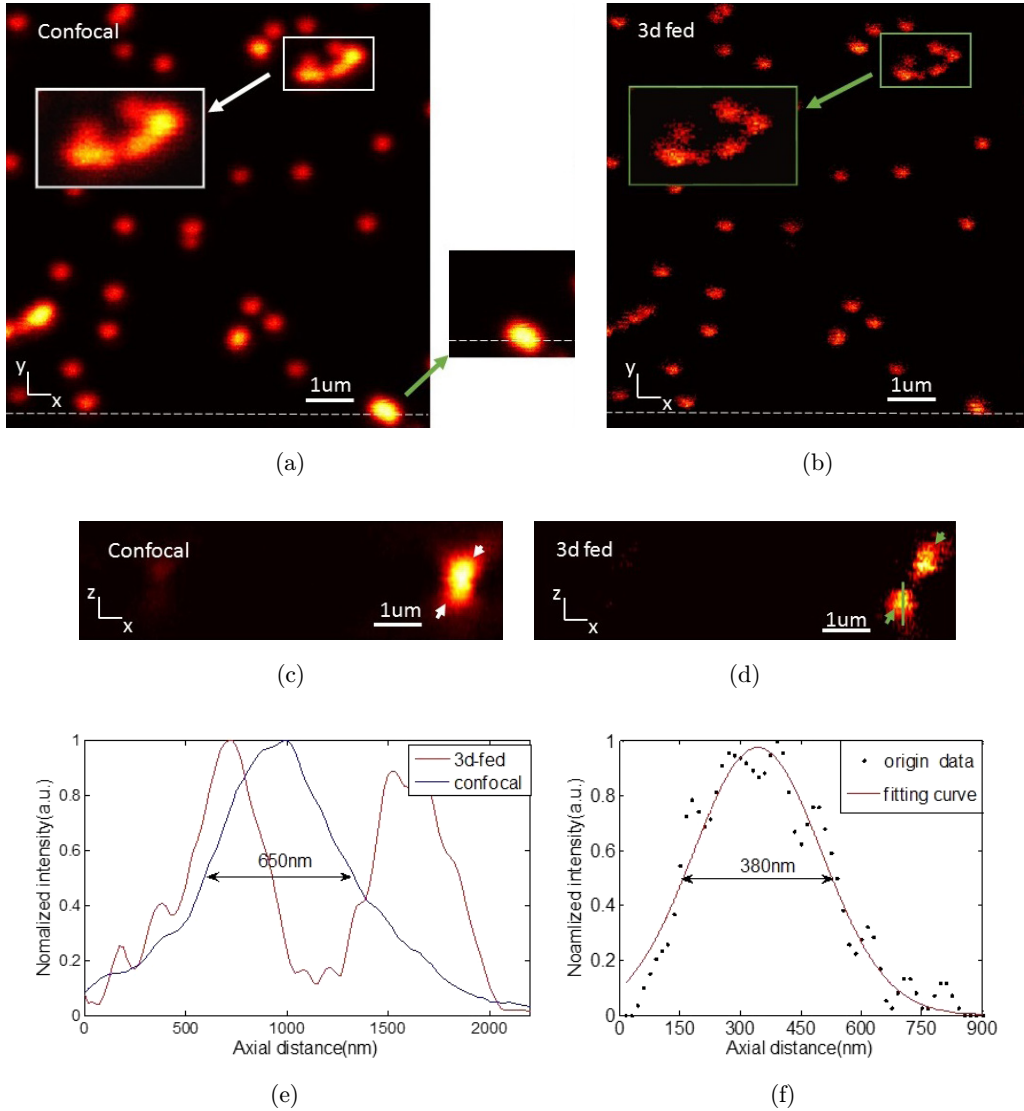 Confocal
3d fed
y
x
1um
y
x
1um
(a)
(b)
Confocal
z
x
1um
3d fed
z
x
1um
(c)
(d)
Nomalized intensity(a.u.)
1
0.8
0.6
0.4
0.2
0
3d-fed
confocal
650nm
0
500
1000
1500
2000
Axial distance(nm)
Noamlized intensity(a.u.)
1
0.8
0.6
0.4
0.2
0
origin data
fitting curve
380nm
0
150
300
450
600
750
900
Axial distance(nm)
(e)
(f)